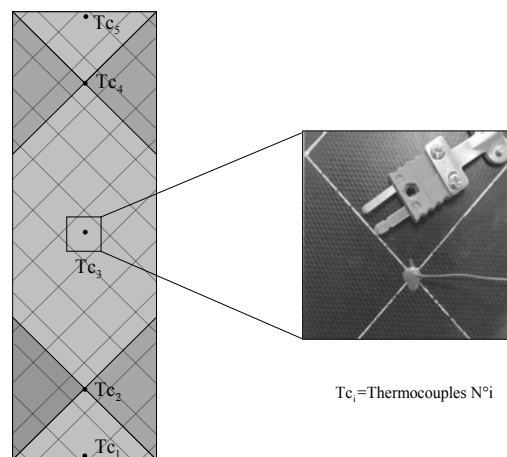 Tc₅
Tc₄
Tc₃
Tc₂
Tc₁
Tcᵢ=Thermocouples N°i